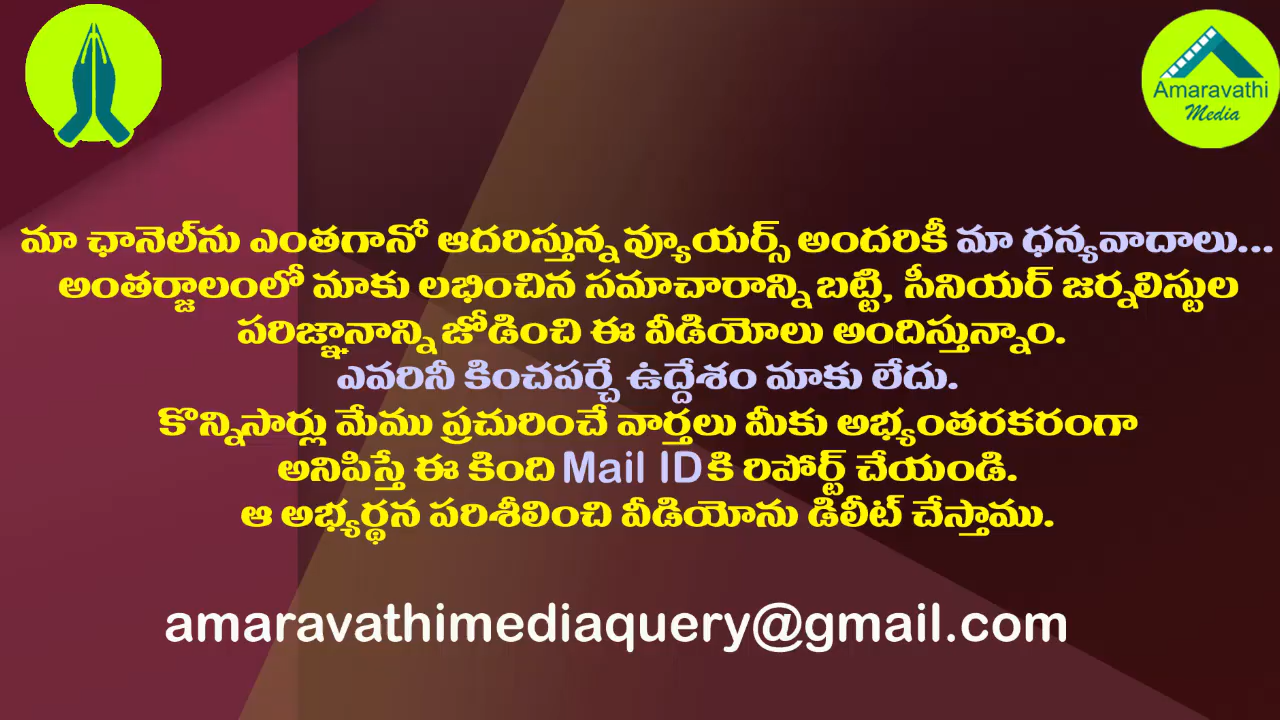 Amaravathi
Media
మా ఛానెల్‌ను ఎంతగానో ఆదరిస్తున్న వ్యూయర్స్ అందరికీ మా ధన్యవాదాలు...
అంతర్జాలంలో మాకు లభించిన సమాచారాన్ని బట్టి, సీనియర్ జర్నలిస్టుల
పరిజ్ఞానాన్ని జోడించి ఈ వీడియోలు అందిస్తున్నాం.
ఎవరినీ కించపర్చే ఉద్దేశం మాకు లేదు.
కొన్నిసార్లు మేము ప్రచురించే వార్తలు మీకు అభ్యంతరకరంగా
అనిపిస్తే ఈ కింది Mail ID కి రిపోర్ట్ చేయండి.
ఆ అభ్యర్థన పరిశీలించి వీడియోను డిలీట్ చేస్తాము.
amaravathimediaquery@gmail.com